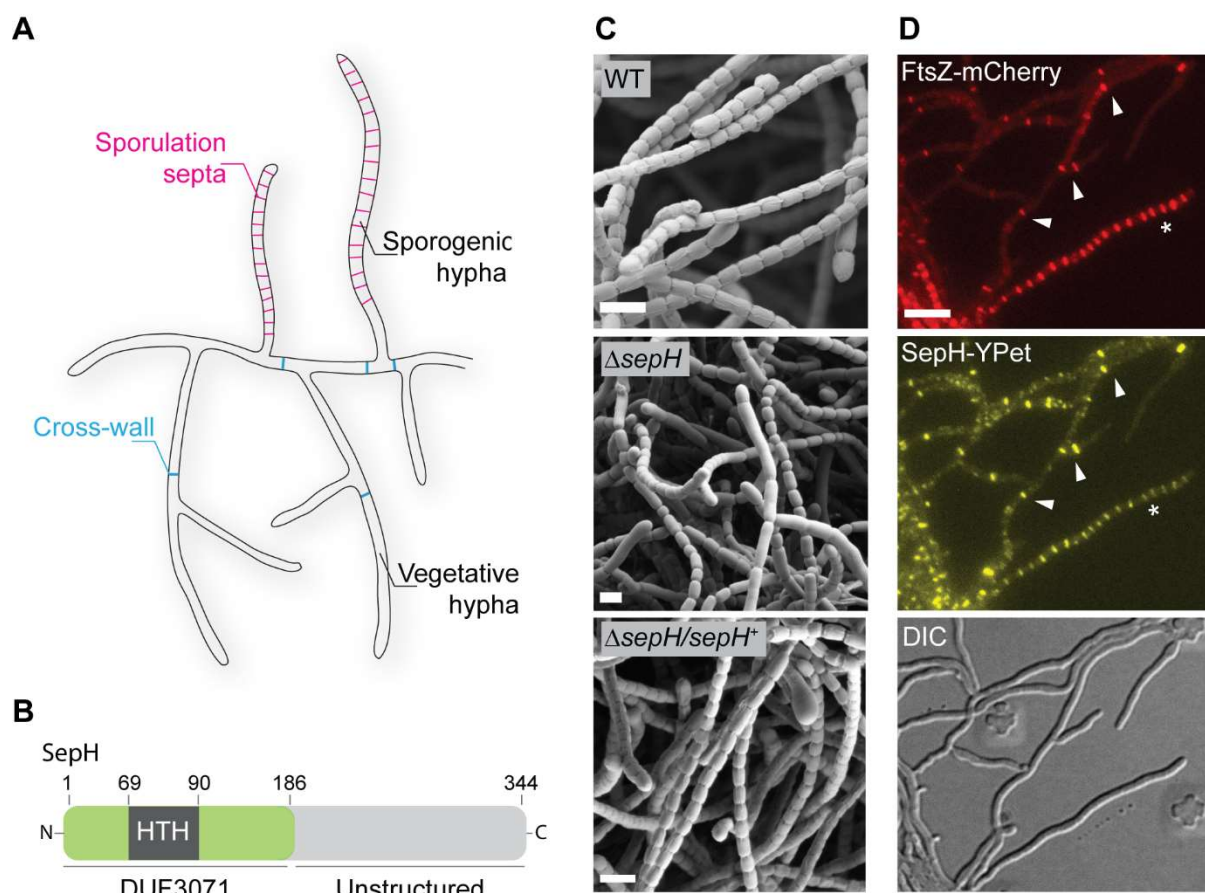 A
Sporulation
septa
Sporogenic
hypha
Cross-wall
Vegetative
hypha
B
SepH
1 69 90 186 344
N HTH C
DUF3071 Unstructured
C
WT
ΔsepH
ΔsepH/sepH⁺
D
FtsZ-mCherry
*
SepH-YPet
*
DIC